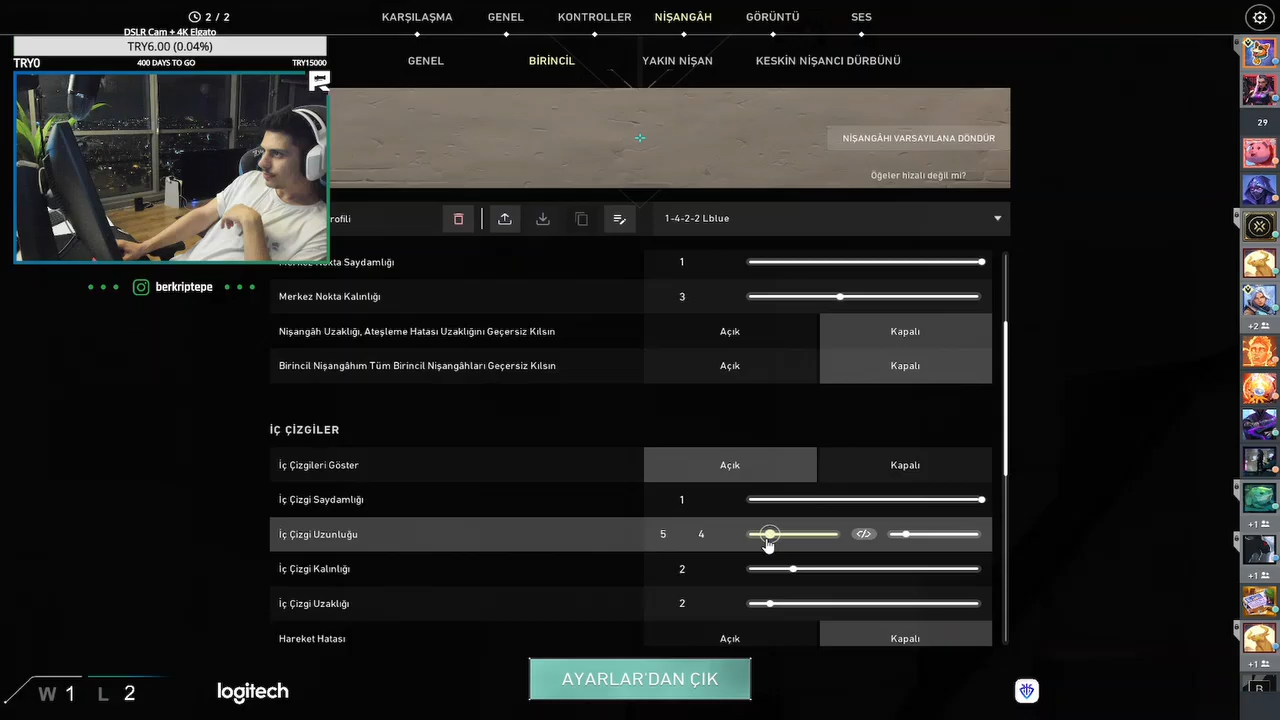 2 / 2
KARŞILAŞMA GENEL KONTROLLER NİŞANGÂH GÖRÜNTÜ SES
DSLR Cam + 4K Elgato
TRY6.00 (0.04%)
TRY0 400 DAYS TO GO TRY15000
GENEL BİRİNCİL YAKIN NİŞAN KESKİN NİŞANCI DÜRBÜNÜ
NİŞANGÂHI VARSAYILANA DÖNDÜR
Öğeler hizalı değil mi?
29
rofili 1-4-2-2 Lblue
Merkez Nokta Saydamlığı 1
berkriptepe
Merkez Nokta Kalınlığı 3
+2
Nişangâh Uzaklığı, Ateşleme Hatası Uzaklığını Geçersiz Kılsın Açık Kapalı
Birincil Nişangâhım Tüm Birincil Nişangâhları Geçersiz Kılsın Açık Kapalı
İÇ ÇİZGİLER
İç Çizgileri Göster Açık Kapalı
İç Çizgi Saydamlığı 1
+1
İç Çizgi Uzunluğu 5 4 </>
İç Çizgi Kalınlığı 2
+1
İç Çizgi Uzaklığı 2
Hareket Hatası Açık Kapalı
+1
AYARLAR'DAN ÇIK
W 1 L 2
logitech
B